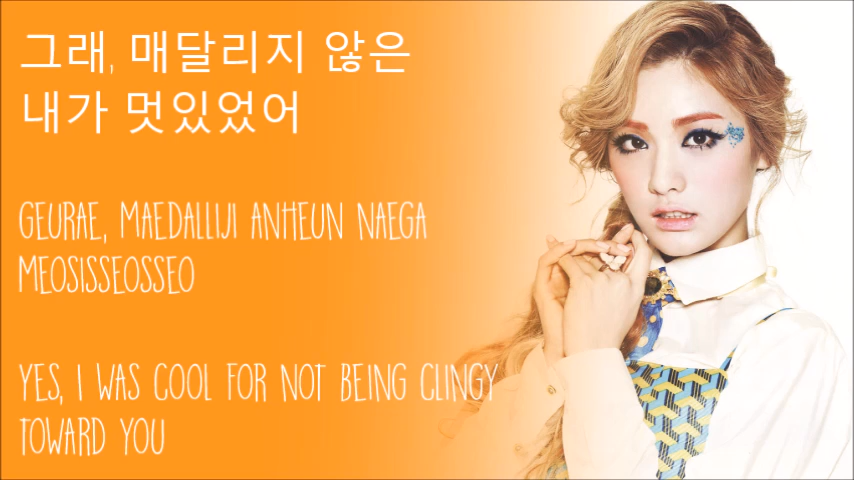 그래, 매달리지 않은
내가 멋있었어
GEURAE, MAEDALLIJI ANHEUN NAEGA
MEOSISSEOSSEO
YES, I WAS COOL FOR NOT BEING CLINGY
TOWARD YOU